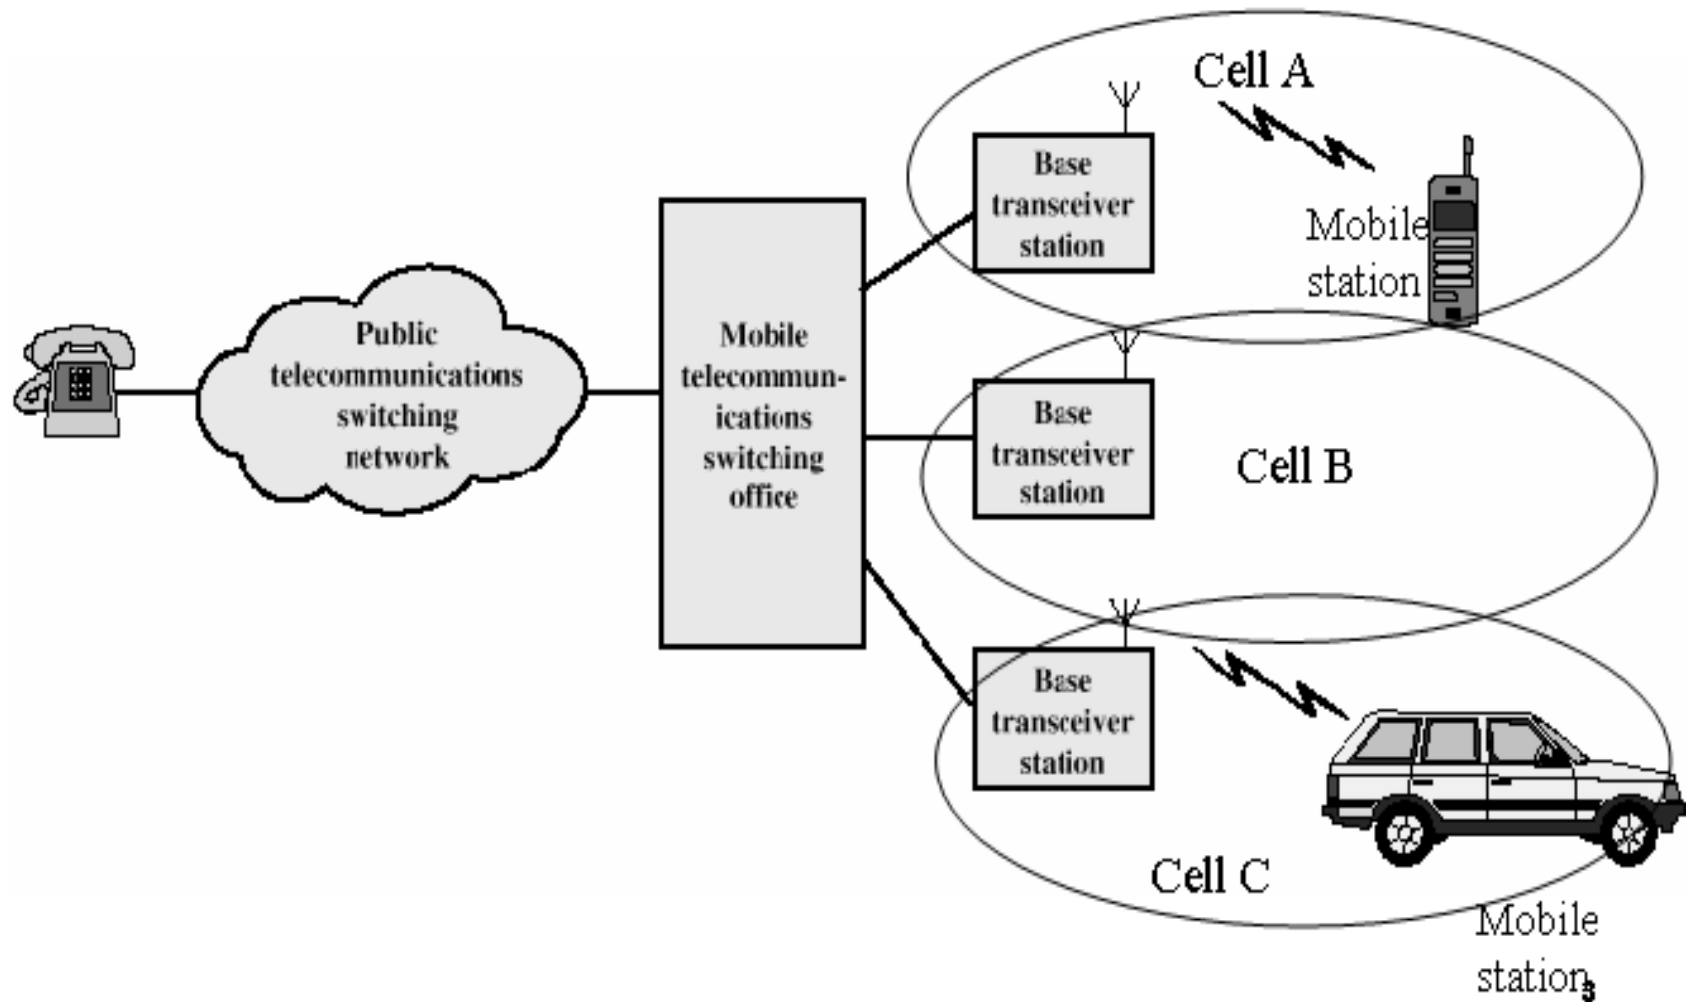 Cell A
Base
transceiver
station
Mobile
station
Public
telecommunications
switching
network
Mobile
telecommun-
ications
switching
office
Base
transceiver
station
Cell B
Base
transceiver
station
Cell C
Mobile
station
3